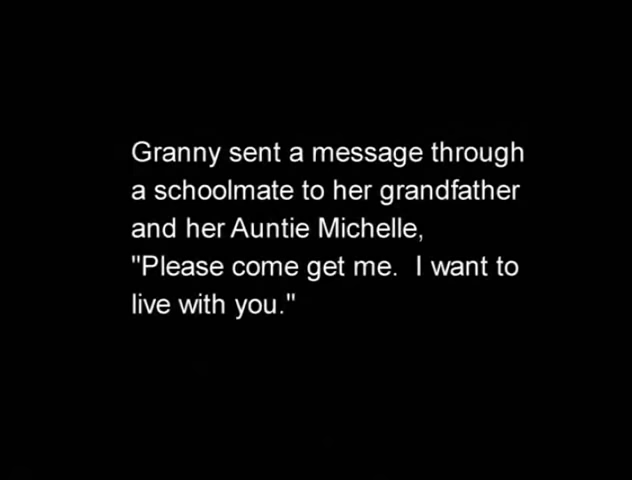 Granny sent a message through
a schoolmate to her grandfather
and her Auntie Michelle,
"Please come get me.  I want to
live with you."